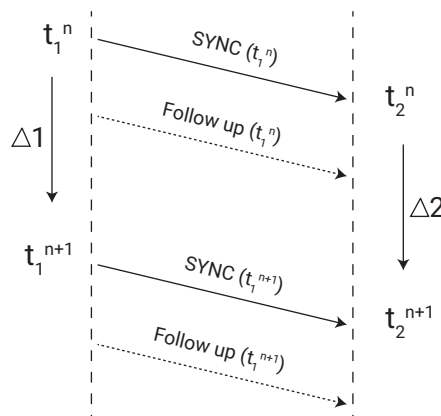 t₁ⁿ
SYNC (t₁ⁿ)
t₂ⁿ
Follow up (t₁ⁿ)
△1
△2
t₁ⁿ⁺¹
SYNC (t₁ⁿ⁺¹)
t₂ⁿ⁺¹
Follow up (t₁ⁿ⁺¹)